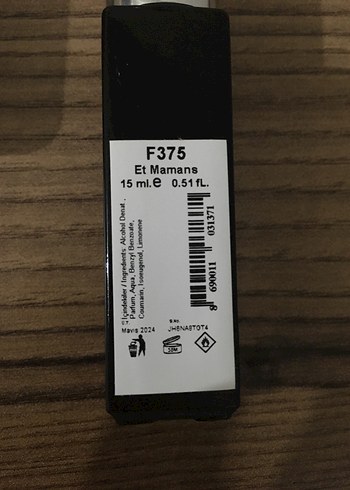 F375
Et Mamans
15 ml.e 0.51 fL.
İçindekiler / Ingredients: Alcohol Denat.,
Parfum, Aqua, Benzyl Benzoate,
Coumarin, Isoeugenol, Limonene
8 690011 031371
Mayıs 2024
JH8NA9TGT4